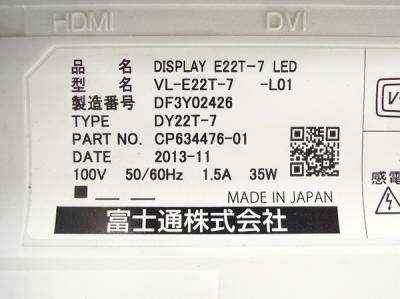 HDMI DVI
品 名 DISPLAY E22T-7 LED
型 名 VL-E22T-7 -L01
製造番号 DF3Y02426
TYPE DY22T-7
PART NO. CP634476-01
DATE 2013-11
100V 50/60Hz 1.5A 35W
MADE IN JAPAN
富士通株式会社
感電